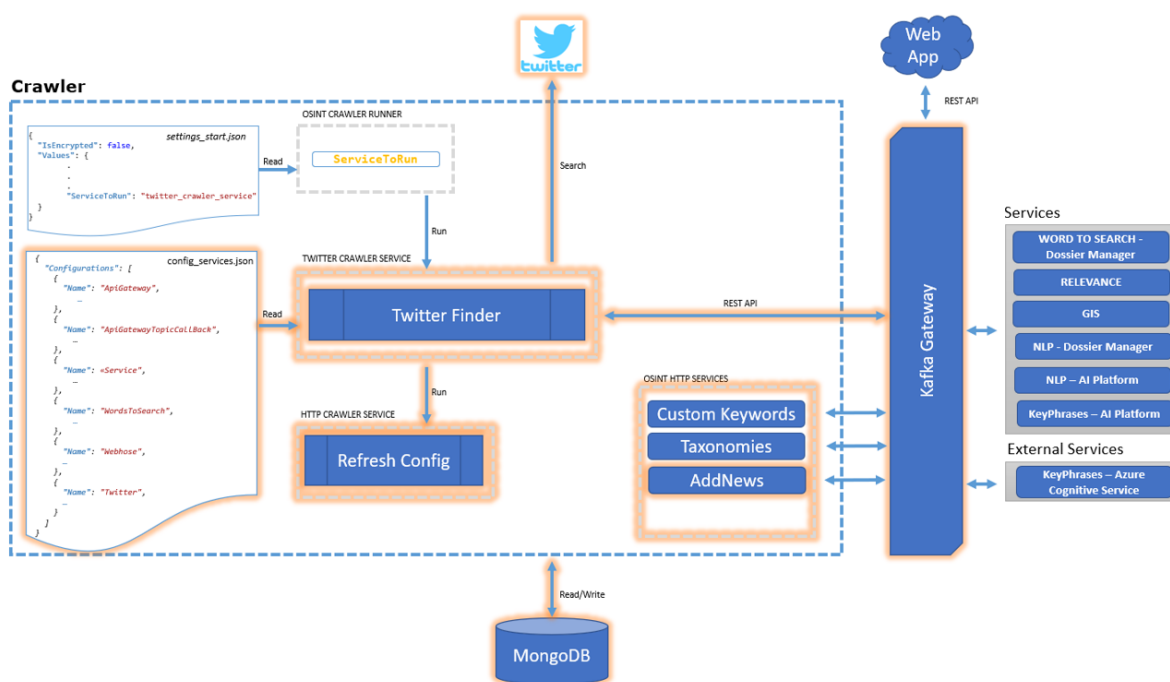 twitter
Web
App
Crawler
REST API
OSINT CRAWLER RUNNER
settings_start.json
{
"IsEncrypted": false,
"Values": {
.
.
.
"ServiceToRun": "twitter_crawler_service"
}
}
Read
ServiceToRun
Search
Run
Services
WORD TO SEARCH -
Dossier Manager
RELEVANCE
GIS
NLP - Dossier Manager
NLP – AI Platform
KeyPhrases – AI Platform
External Services
KeyPhrases – Azure
Cognitive Service
config_services.json
{
"Configurations": [
{
"Name": "ApiGateway",
…
},
{
"Name": "ApiGatewayTopicCallBack",
…
},
{
"Name": «Service",
…
},
{
"Name": "WordsToSearch",
…
},
{
"Name": "Webhose",
…
},
{
"Name": "Twitter",
…
}
]
}
Read
TWITTER CRAWLER SERVICE
Twitter Finder
REST API
Kafka Gateway
Run
HTTP CRAWLER SERVICE
Refresh Config
OSINT HTTP SERVICES
Custom Keywords
Taxonomies
AddNews
Read/Write
MongoDB